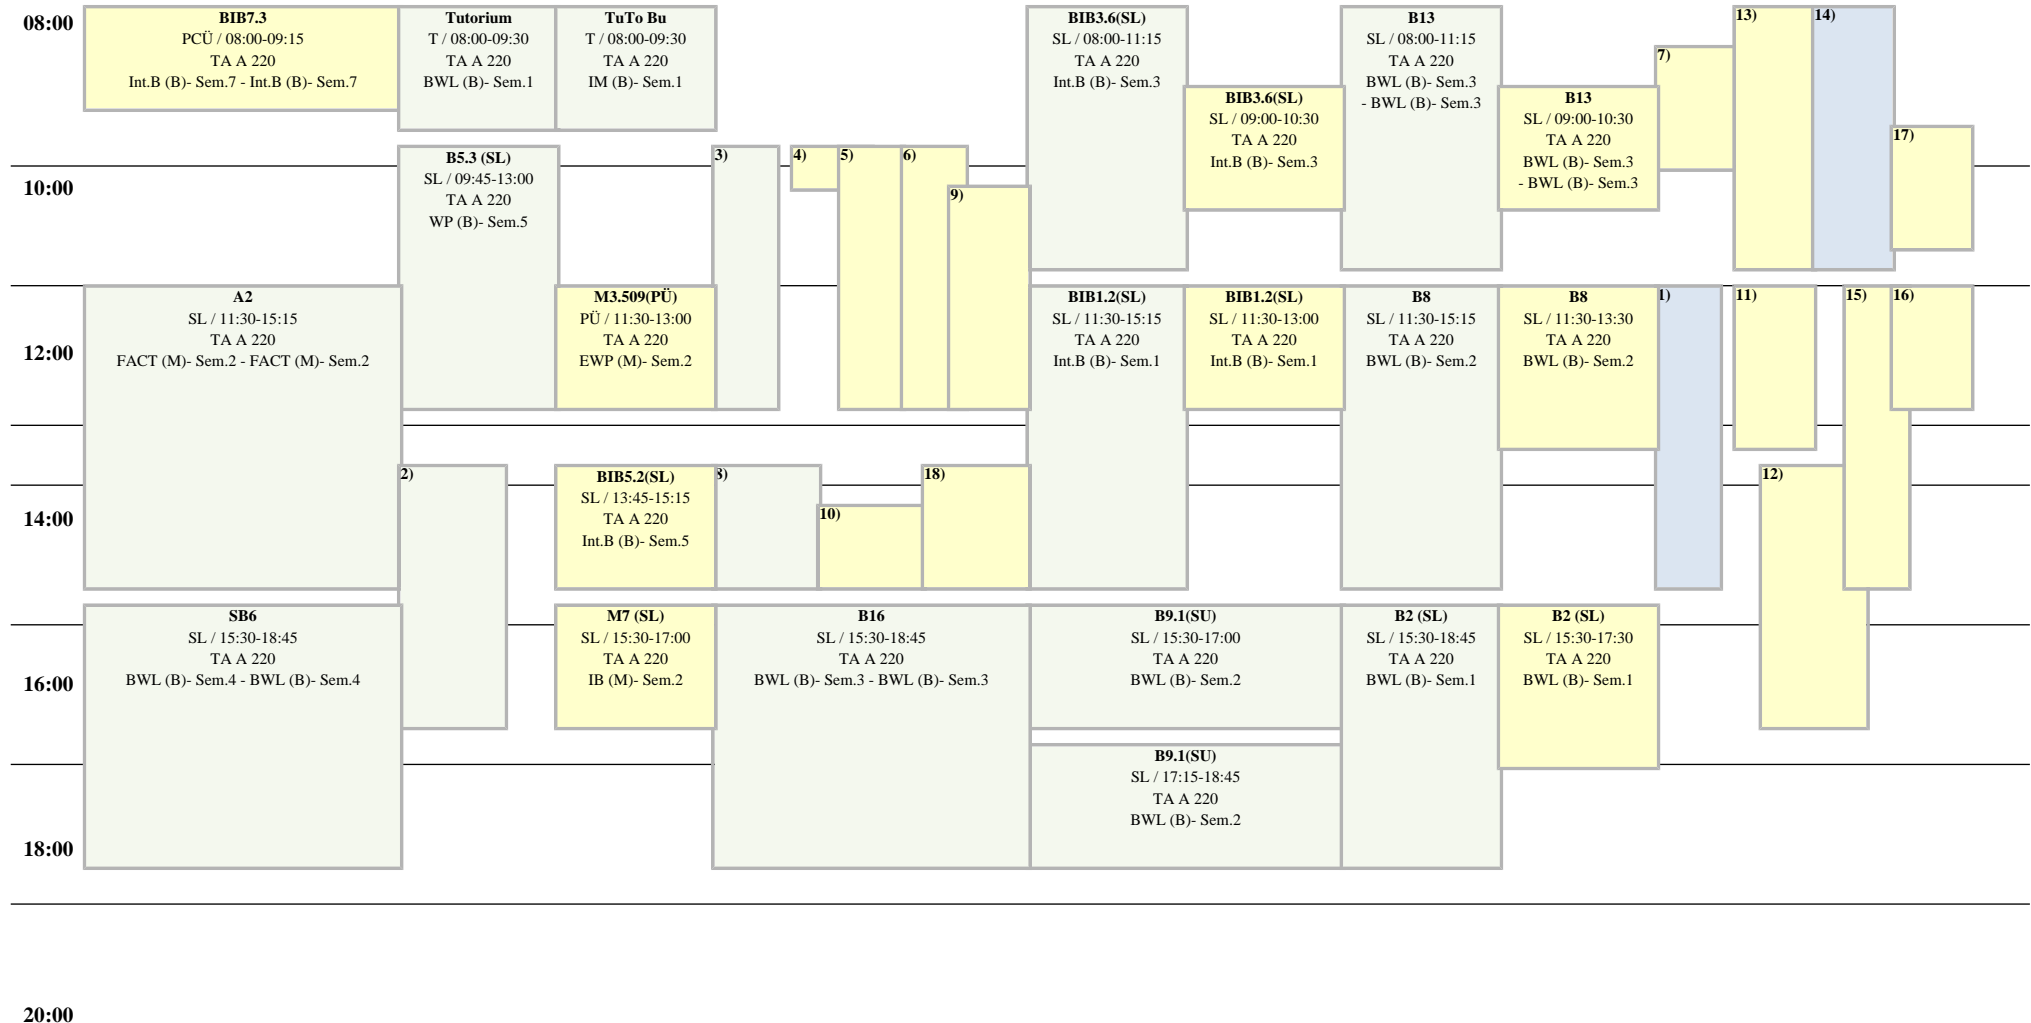 08:00
10:00
12:00
14:00
16:00
18:00
20:00
BIB7.3
PCÜ / 08:00-09:15
TA A 220
Int.B (B)- Sem.7 - Int.B (B)- Sem.7
Tutorium
T / 08:00-09:30
TA A 220
BWL (B)- Sem.1
TuTo Bu
T / 08:00-09:30
TA A 220
IM (B)- Sem.1
BIB3.6(SL)
SL / 08:00-11:15
TA A 220
Int.B (B)- Sem.3
BIB3.6(SL)
SL / 09:00-10:30
TA A 220
Int.B (B)- Sem.3
B13
SL / 08:00-11:15
TA A 220
BWL (B)- Sem.3
- BWL (B)- Sem.3
B13
SL / 09:00-10:30
TA A 220
BWL (B)- Sem.3
- BWL (B)- Sem.3
7)
13)
14)
17)
B5.3 (SL)
SL / 09:45-13:00
TA A 220
WP (B)- Sem.5
3)
4)
5)
6)
9)
A2
SL / 11:30-15:15
TA A 220
FACT (M)- Sem.2 - FACT (M)- Sem.2
M3.509(PÜ)
PÜ / 11:30-13:00
TA A 220
EWP (M)- Sem.2
BIB1.2(SL)
SL / 11:30-15:15
TA A 220
Int.B (B)- Sem.1
BIB1.2(SL)
SL / 11:30-13:00
TA A 220
Int.B (B)- Sem.1
B8
SL / 11:30-15:15
TA A 220
BWL (B)- Sem.2
B8
SL / 11:30-13:30
TA A 220
BWL (B)- Sem.2
1)
11)
15)
16)
2)
BIB5.2(SL)
SL / 13:45-15:15
TA A 220
Int.B (B)- Sem.5
8)
10)
18)
12)
SB6
SL / 15:30-18:45
TA A 220
BWL (B)- Sem.4 - BWL (B)- Sem.4
M7 (SL)
SL / 15:30-17:00
TA A 220
IB (M)- Sem.2
B16
SL / 15:30-18:45
TA A 220
BWL (B)- Sem.3 - BWL (B)- Sem.3
B9.1(SU)
SL / 15:30-17:00
TA A 220
BWL (B)- Sem.2
B2 (SL)
SL / 15:30-18:45
TA A 220
BWL (B)- Sem.1
B2 (SL)
SL / 15:30-17:30
TA A 220
BWL (B)- Sem.1
B9.1(SU)
SL / 17:15-18:45
TA A 220
BWL (B)- Sem.2